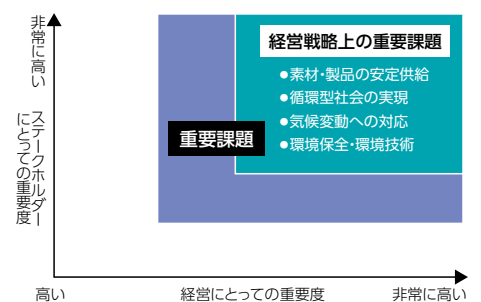 非常に高い
ステークホルダー
にとっての重要度
経営戦略上の重要課題
●素材・製品の安定供給
●循環型社会の実現
●気候変動への対応
●環境保全・環境技術
重要課題
高い
経営にとっての重要度
非常に高い